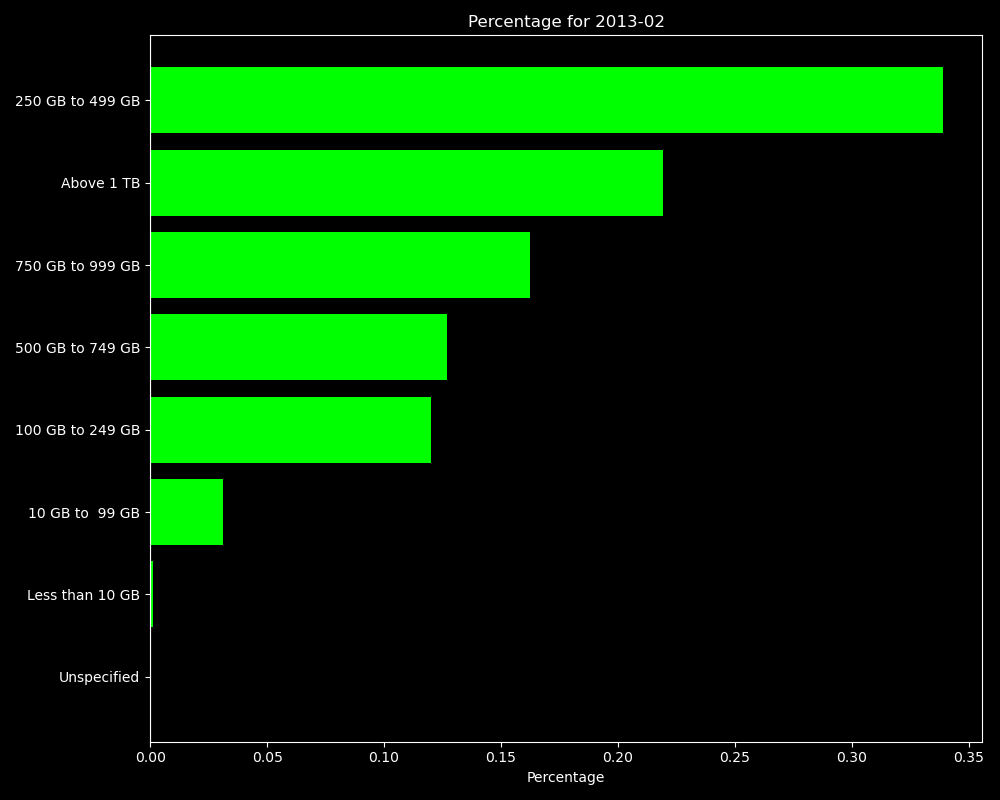 Percentage for 2013-02
250 GB to 499 GB
Above 1 TB
750 GB to 999 GB
500 GB to 749 GB
100 GB to 249 GB
10 GB to  99 GB
Less than 10 GB
Unspecified
0.00 0.05 0.10 0.15 0.20 0.25 0.30 0.35
Percentage